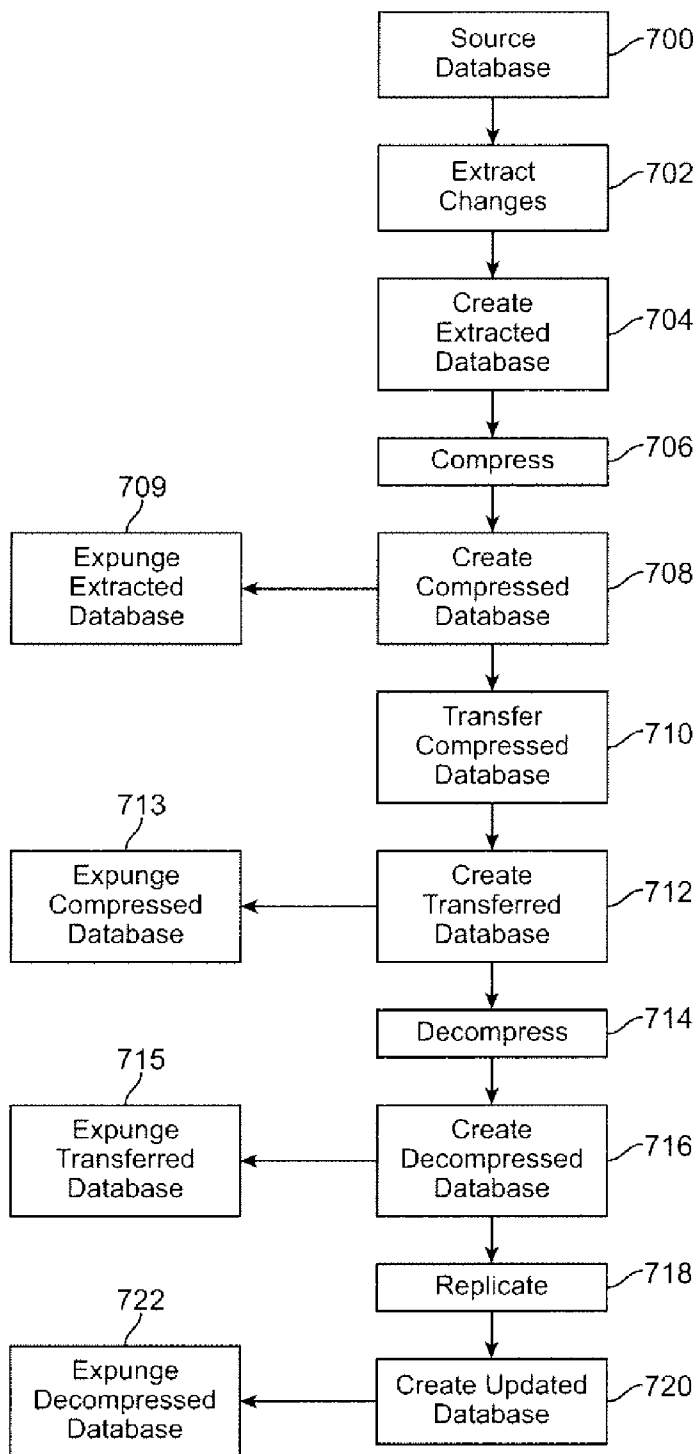 Source
Database
700
Extract
Changes
702
Create
Extracted
Database
704
Compress
706
709
Expunge
Extracted
Database
Create
Compressed
Database
708
Transfer
Compressed
Database
710
713
Expunge
Compressed
Database
Create
Transferred
Database
712
Decompress
714
715
Expunge
Transferred
Database
Create
Decompressed
Database
716
Replicate
718
722
Expunge
Decompressed
Database
Create Updated
Database
720